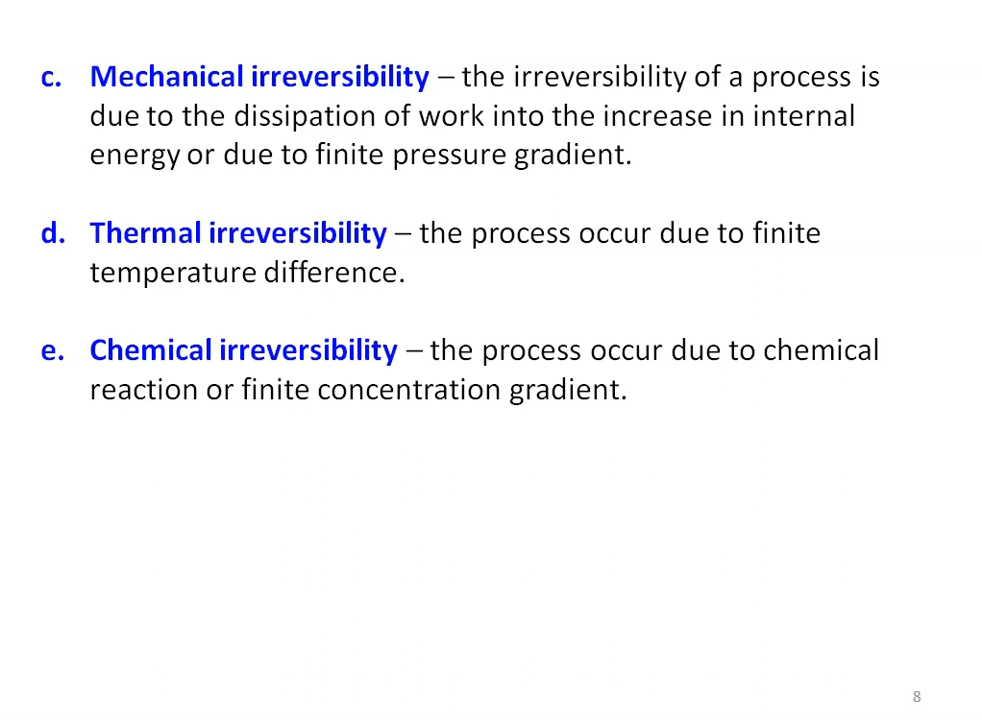 c. Mechanical irreversibility – the irreversibility of a process is
due to the dissipation of work into the increase in internal
energy or due to finite pressure gradient.
d. Thermal irreversibility – the process occur due to finite
temperature difference.
e. Chemical irreversibility – the process occur due to chemical
reaction or finite concentration gradient.
8